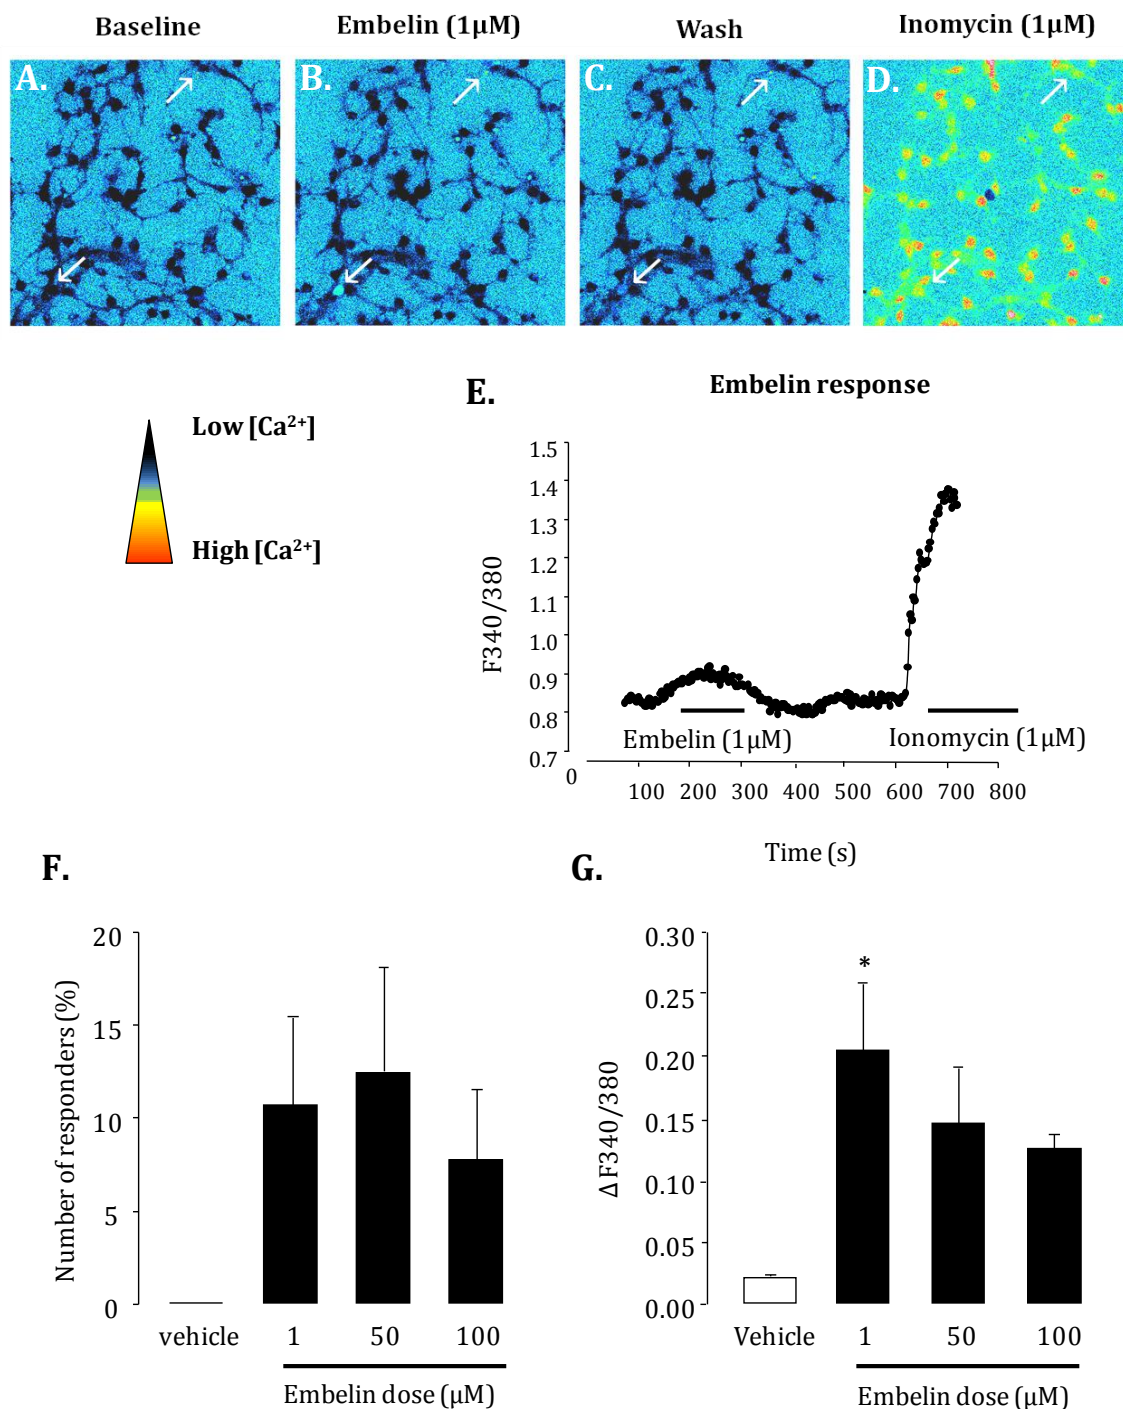 Baseline
Embelin (1μM)
Wash
Inomycin (1μM)
A.
B.
C.
D.
Low [Ca²⁺]
High [Ca²⁺]
E.
Embelin response
1.5
1.4
1.3
1.2
1.1
1.0
0.9
0.8
0.7
F340/380
Embelin (1μM)
Ionomycin (1μM)
0
100 200 300 400 500 600 700 800
Time (s)
F.
20
15
10
5
0
Number of responders (%)
vehicle 1 50 100
Embelin dose (μM)
G.
0.30
0.25
0.20
0.15
0.10
0.05
0.00
ΔF340/380
*
Vehicle 1 50 100
Embelin dose (μM)